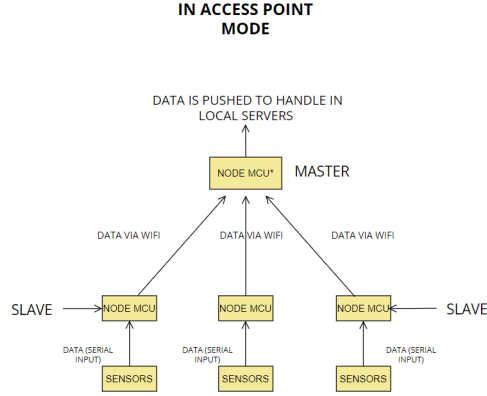 IN ACCESS POINT
MODE
DATA IS PUSHED TO HANDLE IN
LOCAL SERVERS
NODE MCU*
MASTER
DATA VIA WIFI
DATA VIA WIFI
DATA VIA WIFI
SLAVE
NODE MCU
NODE MCU
NODE MCU
SLAVE
DATA (SERIAL
INPUT)
DATA (SERIAL
INPUT)
DATA (SERIAL
INPUT)
SENSORS
SENSORS
SENSORS